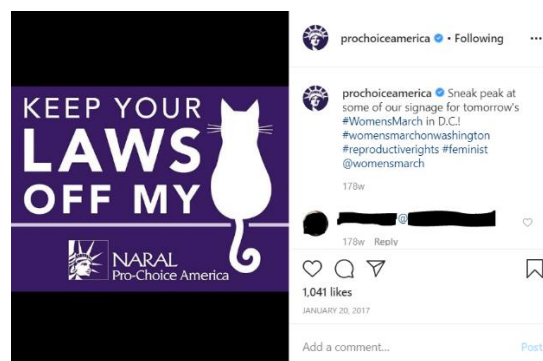 KEEP YOUR
LAWS
OFF MY
NARAL
Pro-Choice America
prochoiceamerica • Following
prochoiceamerica Sneak peak at
some of our signage for tomorrow's
#WomensMarch in D.C.!
#womensmarchonwashington
#reproductiverights #feminist
@womensmarch
178w
@
178w Reply
1,041 likes
JANUARY 20, 2017
Add a comment...
Post